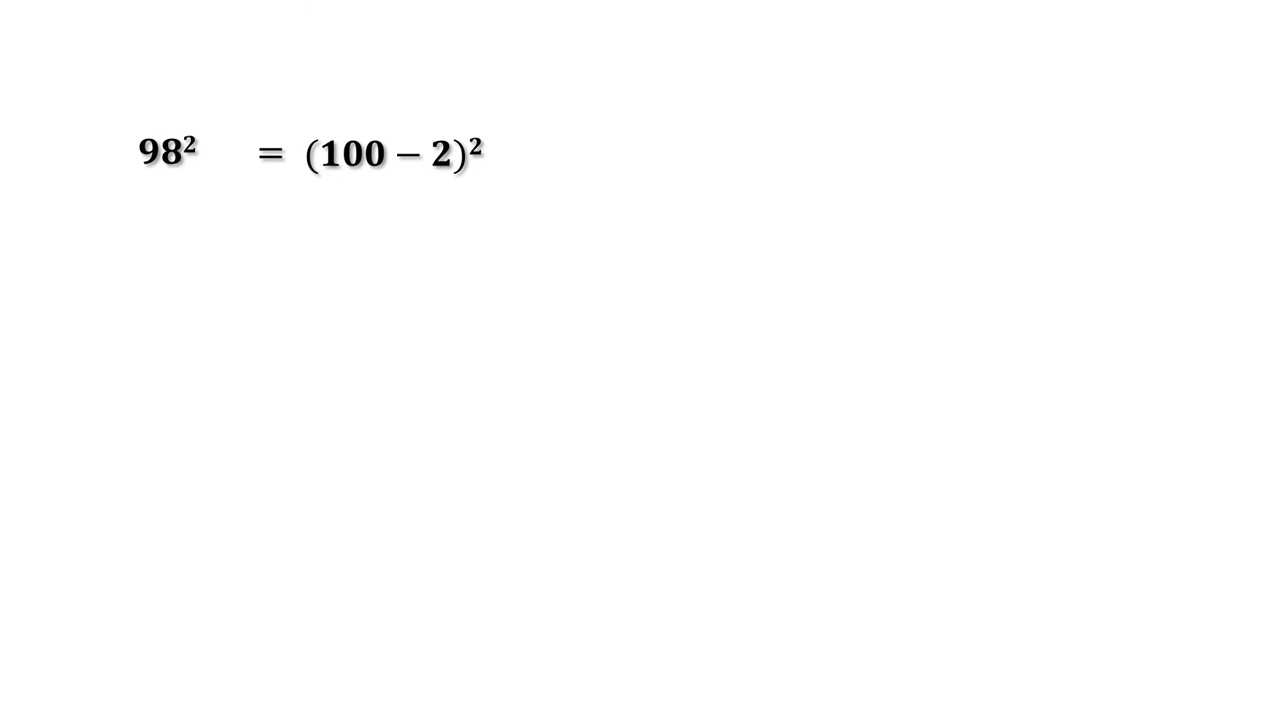 98² = (100 − 2)²